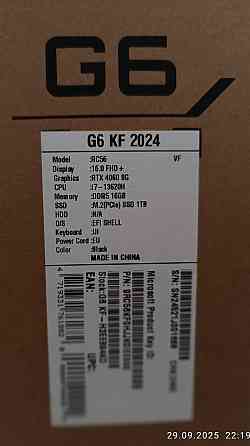 G6
G6 KF 2024
Model :RC56 VF
Display :16.0 FHD+
Graphics :RTX 4060 8G
CPU :i7-13620H
Memory :DDR5 16GB
SSD :M.2(PCIe) SSD 1TB
HDD :N/A
O/S :EFI SHELL
Keyboard :UI
Power Cord :EU
Color :Black
MADE IN CHINA
EAN:
UPC:
Microsoft Product Key ID:
29.09.2025 22:19